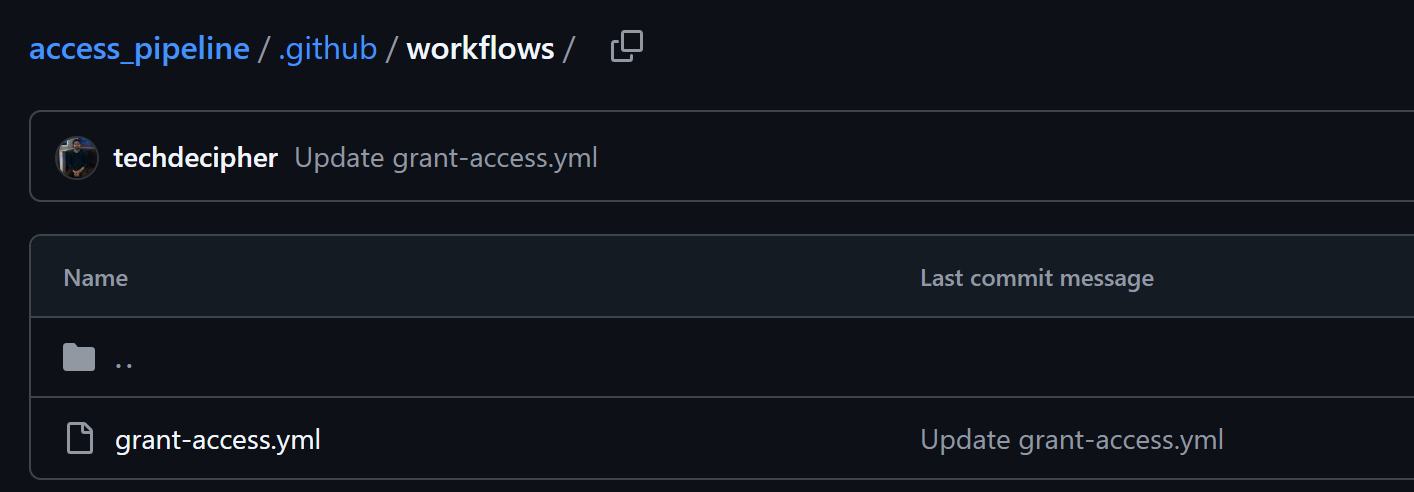 access_pipeline / .github / workflows /
techdecipher Update grant-access.yml
Name Last commit message
..
grant-access.yml Update grant-access.yml